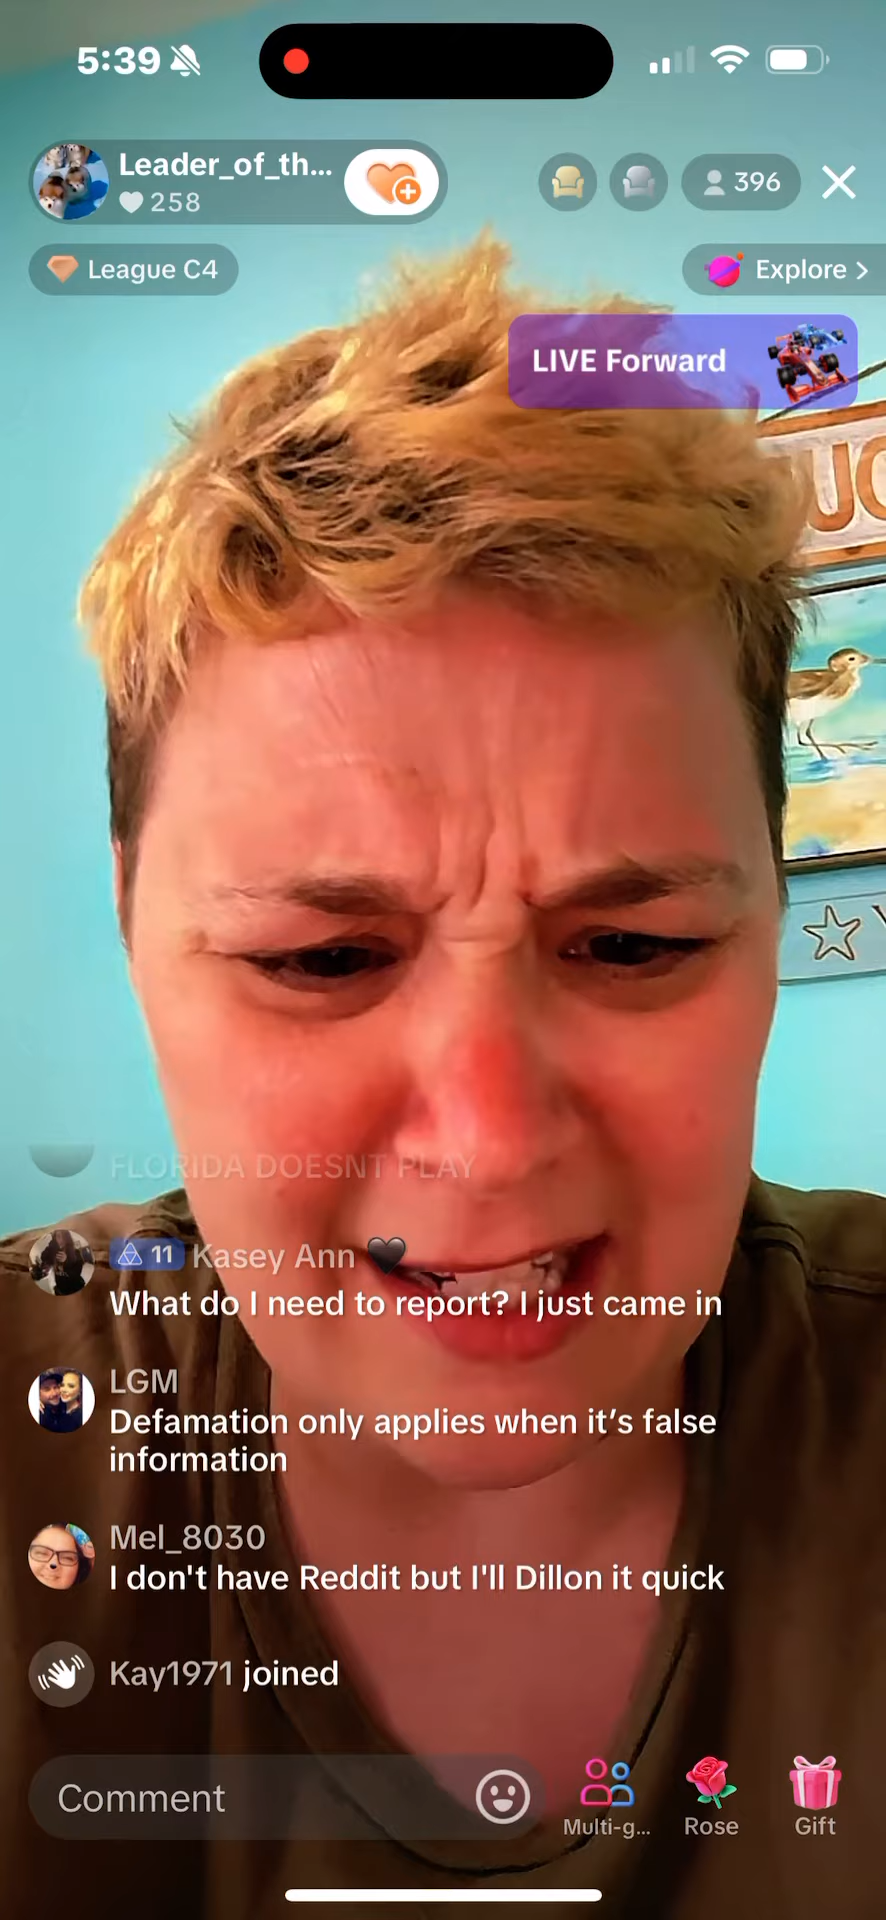 5:39
Leader_of_th...
258
396
League C4
Explore >
LIVE Forward
FLORIDA DOESNT PLAY
11 Kasey Ann 🖤
What do I need to report? I just came in
LGM
Defamation only applies when it’s false
information
Mel_8030
I don't have Reddit but I'll Dillon it quick
Kay1971 joined
Comment
Multi-g...
Rose
Gift